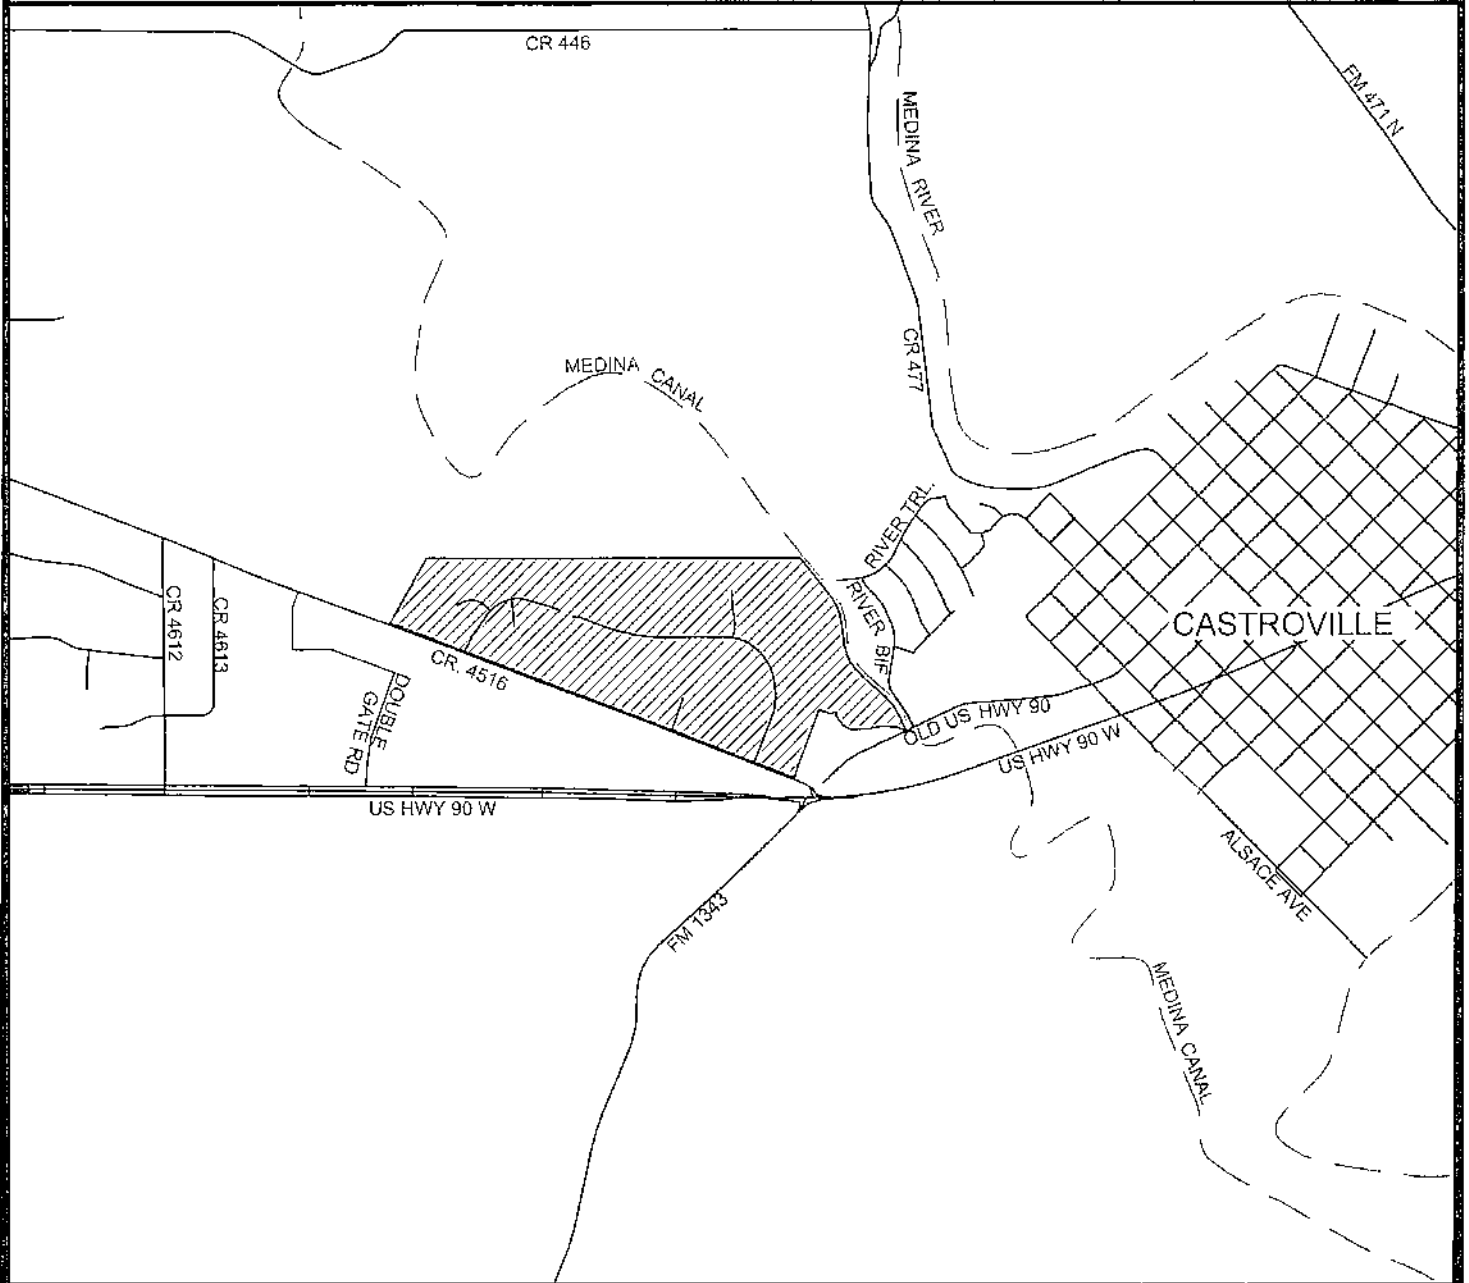 CR 446
FM 471 N
MEDINA RIVER
CR 477
MEDINA CANAL
RIVER TRL.
RIVER BIF
CASTROVILLE
CR 4612
CR 4613
CR. 4516
DOUBLE
GATE RD
OLD US HWY 90
US HWY 90 W
US HWY 90 W
ALSACE AVE
FM 1343
MEDINA CANAL